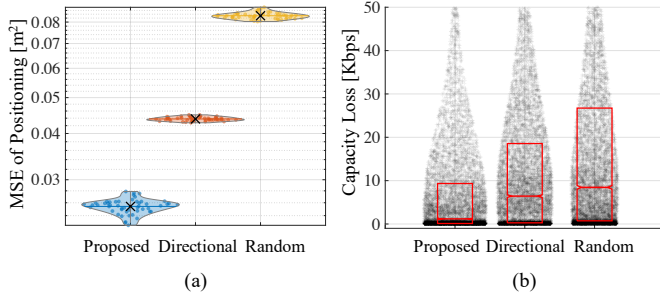 MSE of Positioning [m²]
0.08
0.07
0.06
0.05
0.04
0.03
Proposed Directional Random
(a)
Capacity Loss [Kbps]
50
40
30
20
10
0
Proposed Directional Random
(b)